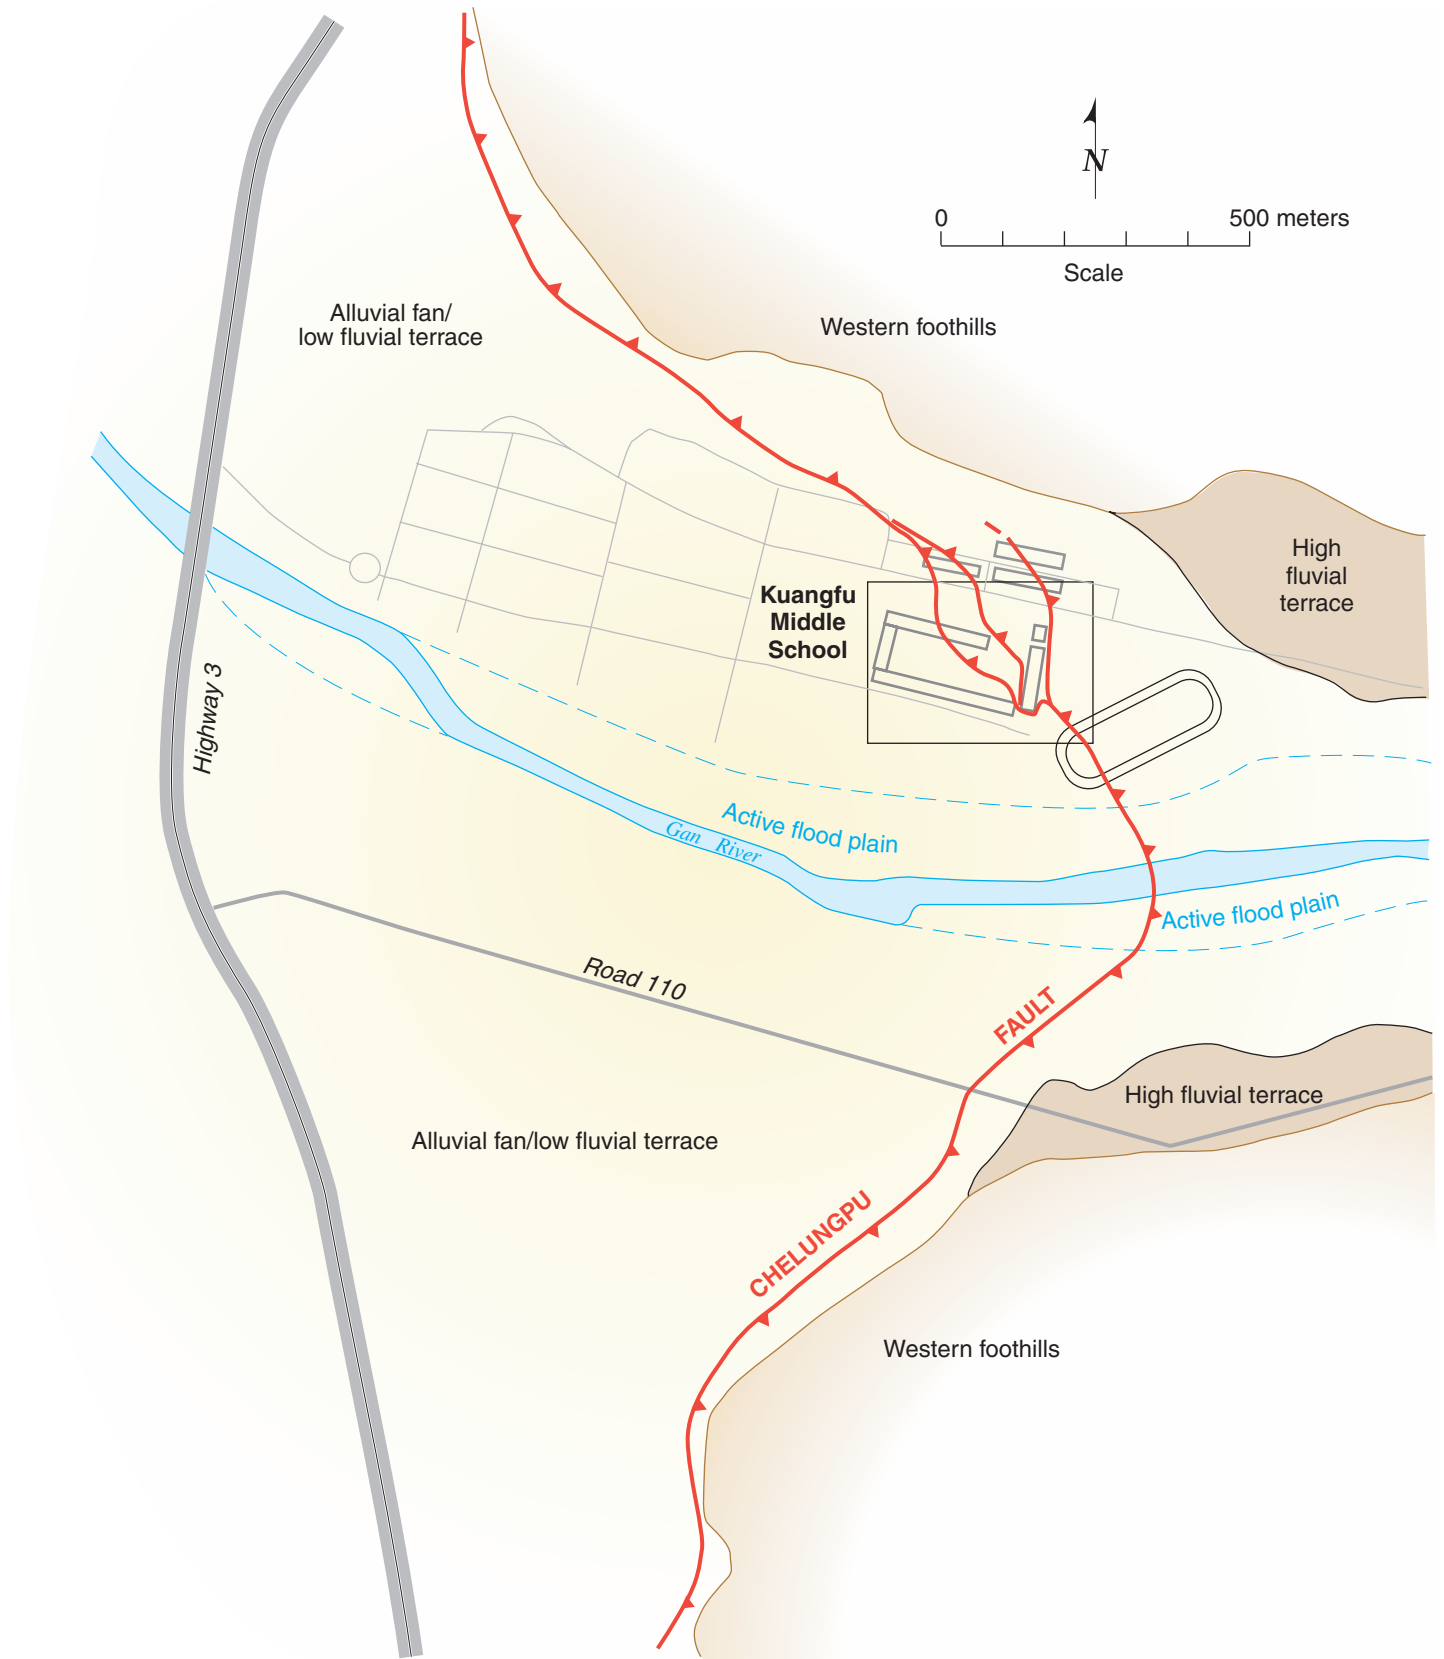 N
0 500 meters
Scale
Alluvial fan/
low fluvial terrace
Western foothills
High
fluvial
terrace
Kuangfu
Middle
School
Highway 3
Active flood plain
Gan River
Active flood plain
Road 110
FAULT
High fluvial terrace
Alluvial fan/low fluvial terrace
CHELUNGPU
Western foothills